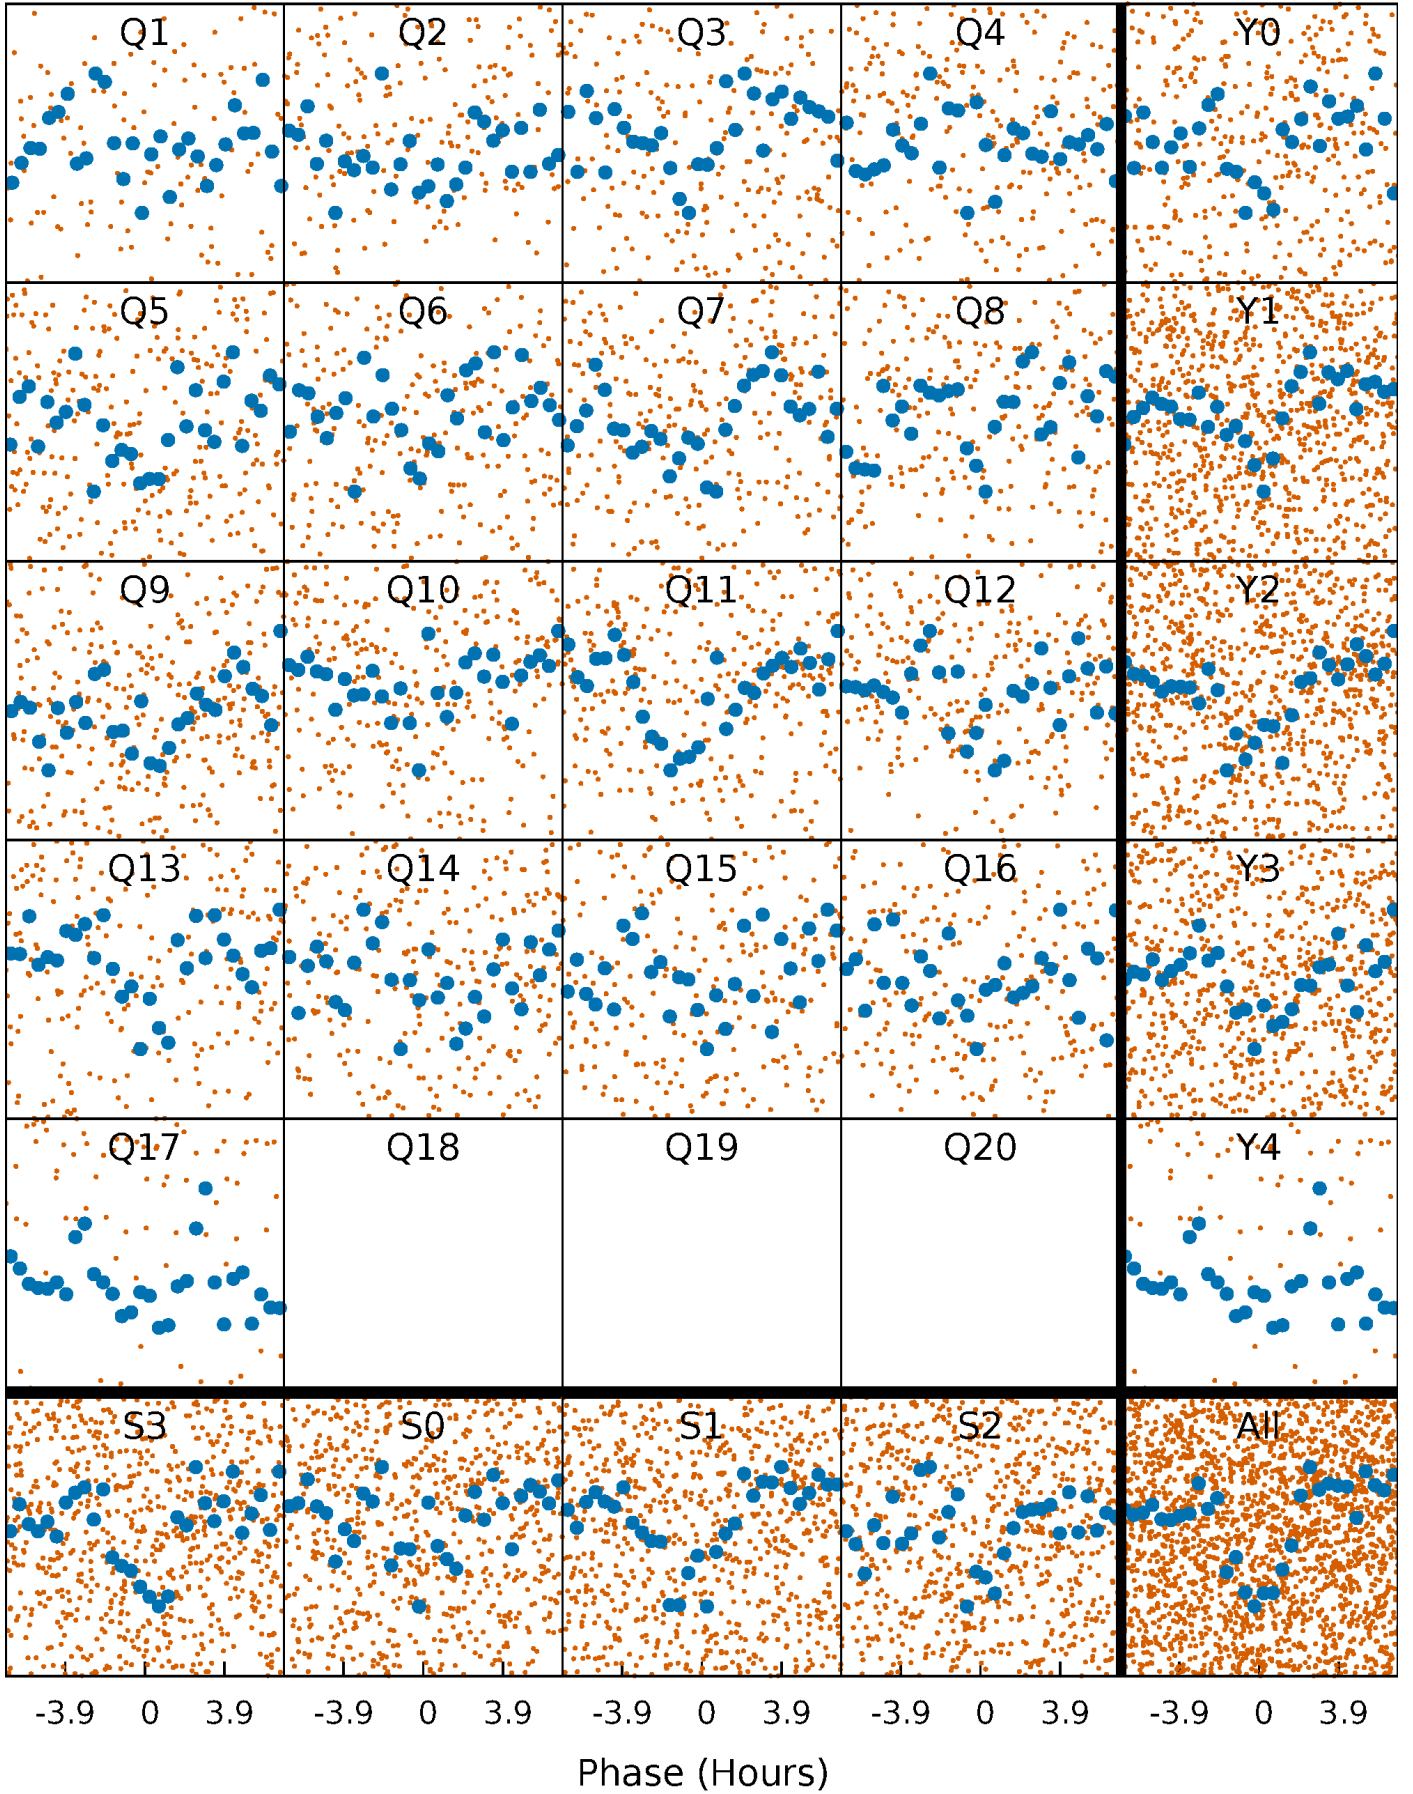 Q1 Q2 Q3 Q4 Y0
Q5 Q6 Q7 Q8 Y1
Q9 Q10 Q11 Q12 Y2
Q13 Q14 Q15 Q16 Y3
Q17 Q18 Q19 Q20 Y4
S3 S0 S1 S2 All
-3.9 0 3.9 -3.9 0 3.9 -3.9 0 3.9 -3.9 0 3.9 -3.9 0 3.9
Phase (Hours)